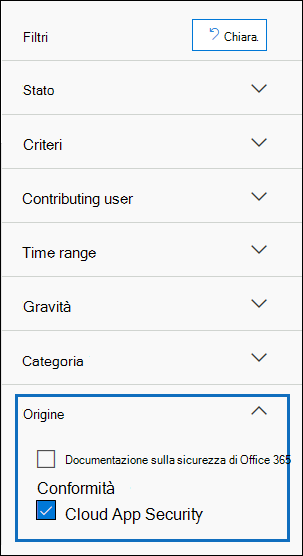 Filtri
Chiara.
Stato
Criteri
Contributing user
Time range
Gravità
Categoria
Origine
Documentazione sulla sicurezza di Office 365
Conformità
Cloud App Security